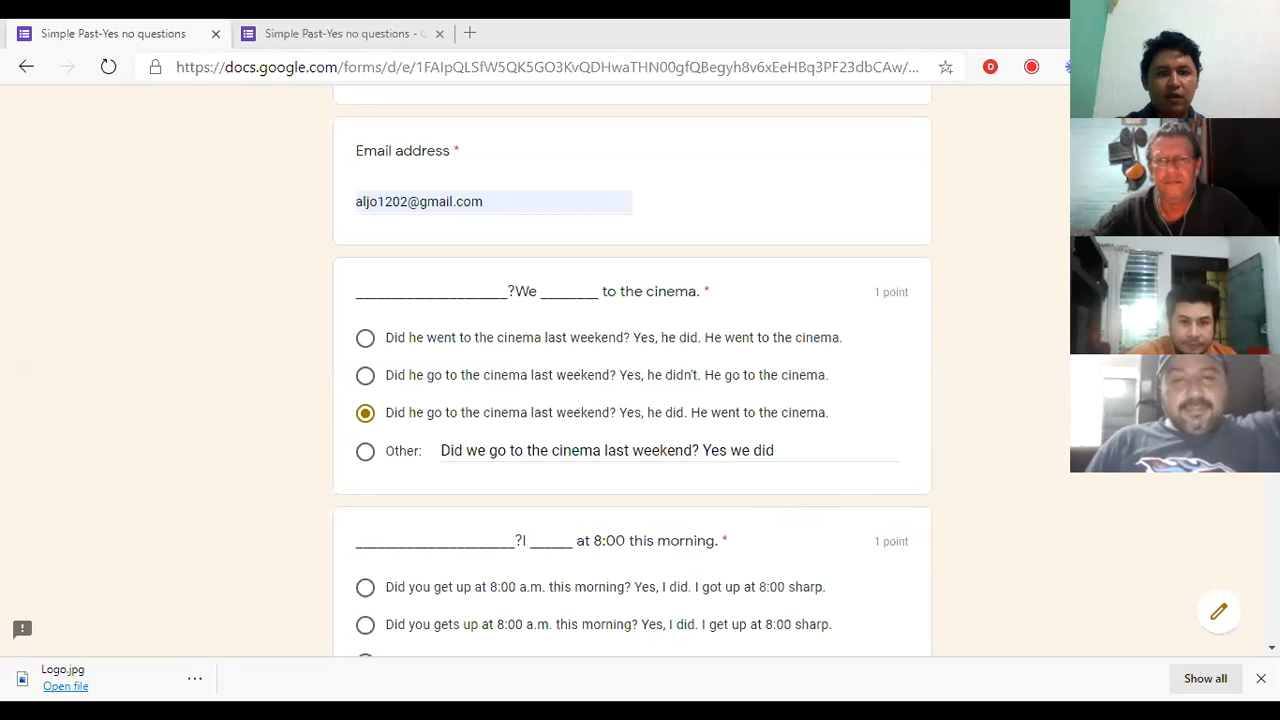 Simple Past-Yes no questions
Simple Past-Yes no questions -
https://docs.google.com/forms/d/e/1FAIpQLSfW5QK5GO3KvQDHwaTHN00gfQBegyh8v6xEeHBq3PF23dbCAw/...
Email address *
aljo1202@gmail.com
_____________________?We ________ to the cinema. *
1 point
Did he went to the cinema last weekend? Yes, he did. He went to the cinema.
Did he go to the cinema last weekend? Yes, he didn't. He go to the cinema.
Did he go to the cinema last weekend? Yes, he did. He went to the cinema.
Other: Did we go to the cinema last weekend? Yes we did
______________________?I ______ at 8:00 this morning. *
1 point
Did you get up at 8:00 a.m. this morning? Yes, I did. I got up at 8:00 sharp.
Did you gets up at 8:00 a.m. this morning? Yes, I did. I get up at 8:00 sharp.
Logo.jpg
Open file
Show all